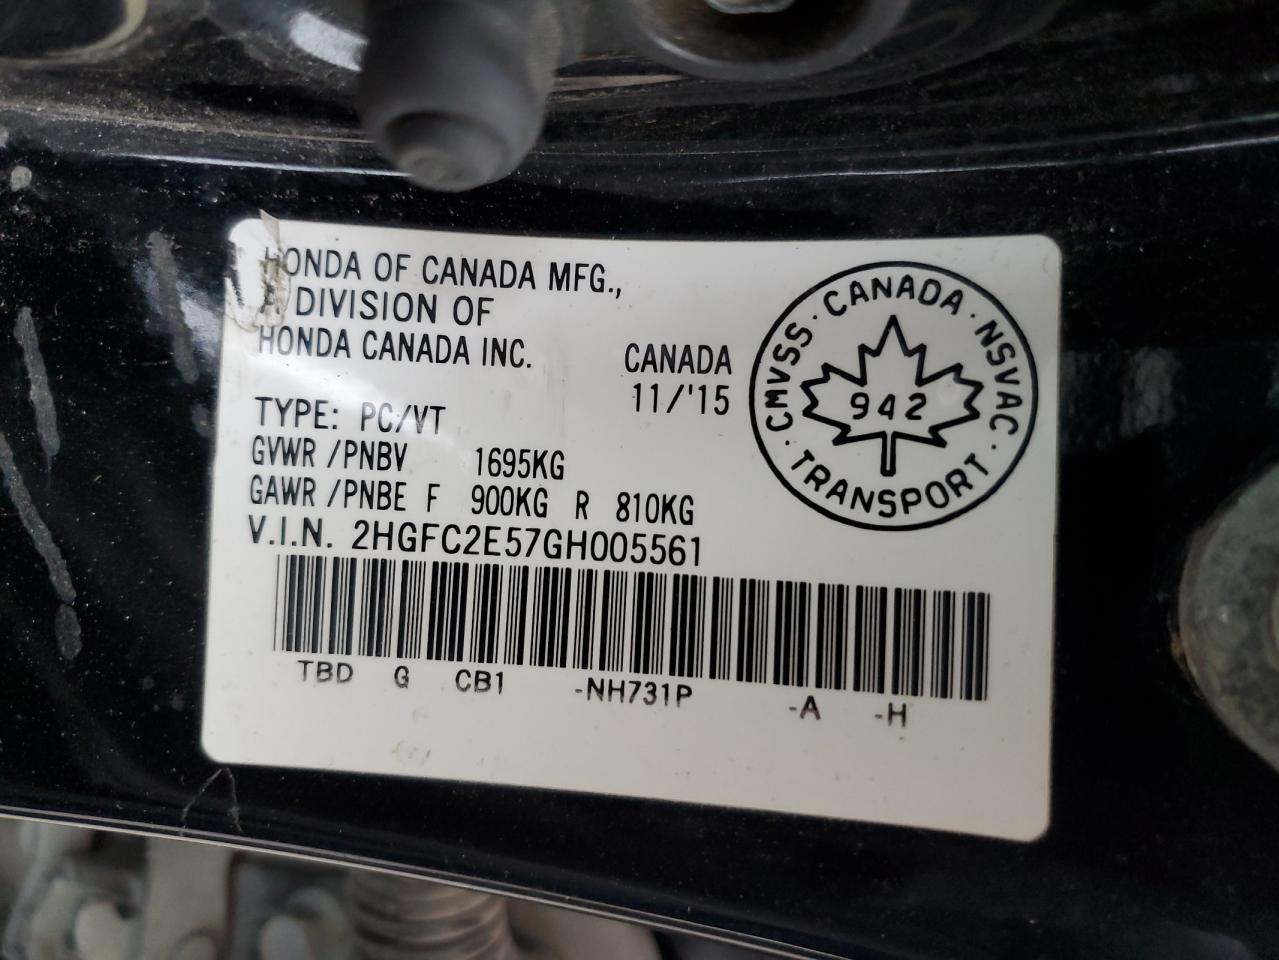 HONDA OF CANADA MFG.,
A DIVISION OF
HONDA CANADA INC.
CANADA
11/'15
TYPE: PC/VT
GVWR /PNBV 1695KG
GAWR /PNBE F 900KG R 810KG
V.I.N. 2HGFC2E57GH005561
TBD G CB1 -NH731P -A -H
CMVSS · CANADA · NSVAC · TRANSPORT ·
942